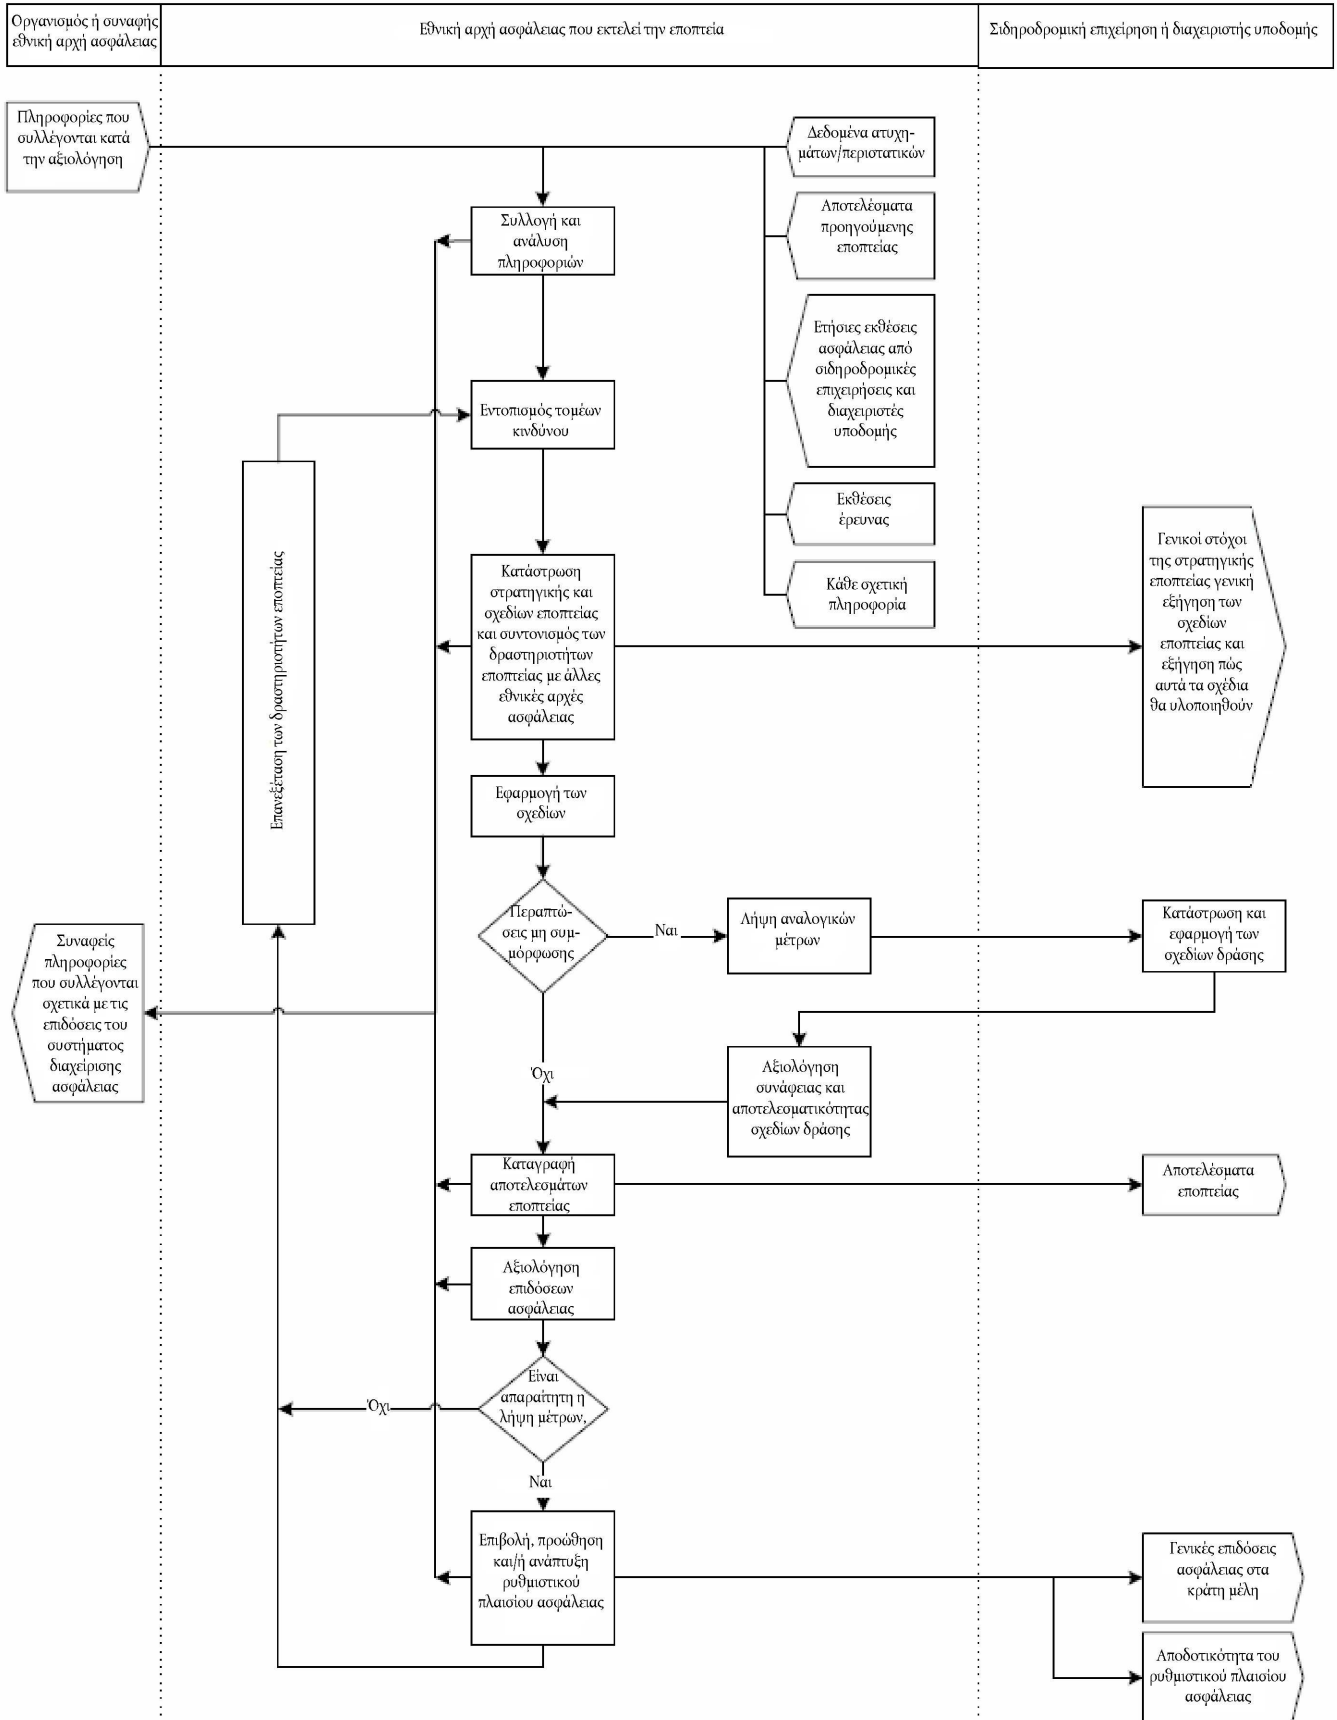 Οργανισμός ή συναφής
εθνική αρχή ασφάλειας
Εθνική αρχή ασφάλειας που εκτελεί την εποπτεία
Σιδηροδρομική επιχείρηση ή διαχειριστής υποδομής
Πληροφορίες που
συλλέγονται κατά
την αξιολόγηση
Δεδομένα ατυχη-
μάτων/περιστατικών
Συλλογή και
ανάλυση
πληροφοριών
Αποτελέσματα
προηγούμενης
εποπτείας
Ετήσιες εκθέσεις
ασφάλειας από
σιδηροδρομικές
επιχειρήσεις και
διαχειριστές
υποδομής
Εντοπισμός τομέων
κινδύνου
Εκθέσεις
έρευνας
Κάθε σχετική
πληροφορία
Επανεξέταση των δραστηριοτήτων εποπτείας
Κατάστρωση
στρατηγικής και
σχεδίων εποπτείας
και συντονισμός των
δραστηριοτήτων
εποπτείας με άλλες
εθνικές αρχές
ασφάλειας
Γενικοί στόχοι
της στρατηγικής
εποπτείας γενική
εξήγηση των
σχεδίων
εποπτείας και
εξήγηση πώς
αυτά τα σχέδια
θα υλοποιηθούν
Εφαρμογή των
σχεδίων
Περαπτώ-
σεις μη συμ-
μόρφωσης
Ναι
Λήψη αναλογικών
μέτρων
Κατάστρωση και
εφαρμογή των
σχεδίων δράσης
Συναφείς
πληροφορίες
που συλλέγονται
σχετικά με τις
επιδόσεις του
συστήματος
διαχείρισης
ασφάλειας
Όχι
Αξιολόγηση
συνάφειας και
αποτελεσματικότητας
σχεδίων δράσης
Καταγραφή
αποτελεσμάτων
εποπτείας
Αποτελέσματα
εποπτείας
Αξιολόγηση
επιδόσεων
ασφάλειας
Είναι
απαραίτητη η
λήψη μέτρων,
Όχι
Ναι
Επιβολή, προώθηση
και/ή ανάπτυξη
ρυθμιστικού
πλαισίου ασφάλειας
Γενικές επιδόσεις
ασφάλειας στα
κράτη μέλη
Αποδοτικότητα του
ρυθμιστικού πλαισίου
ασφάλειας